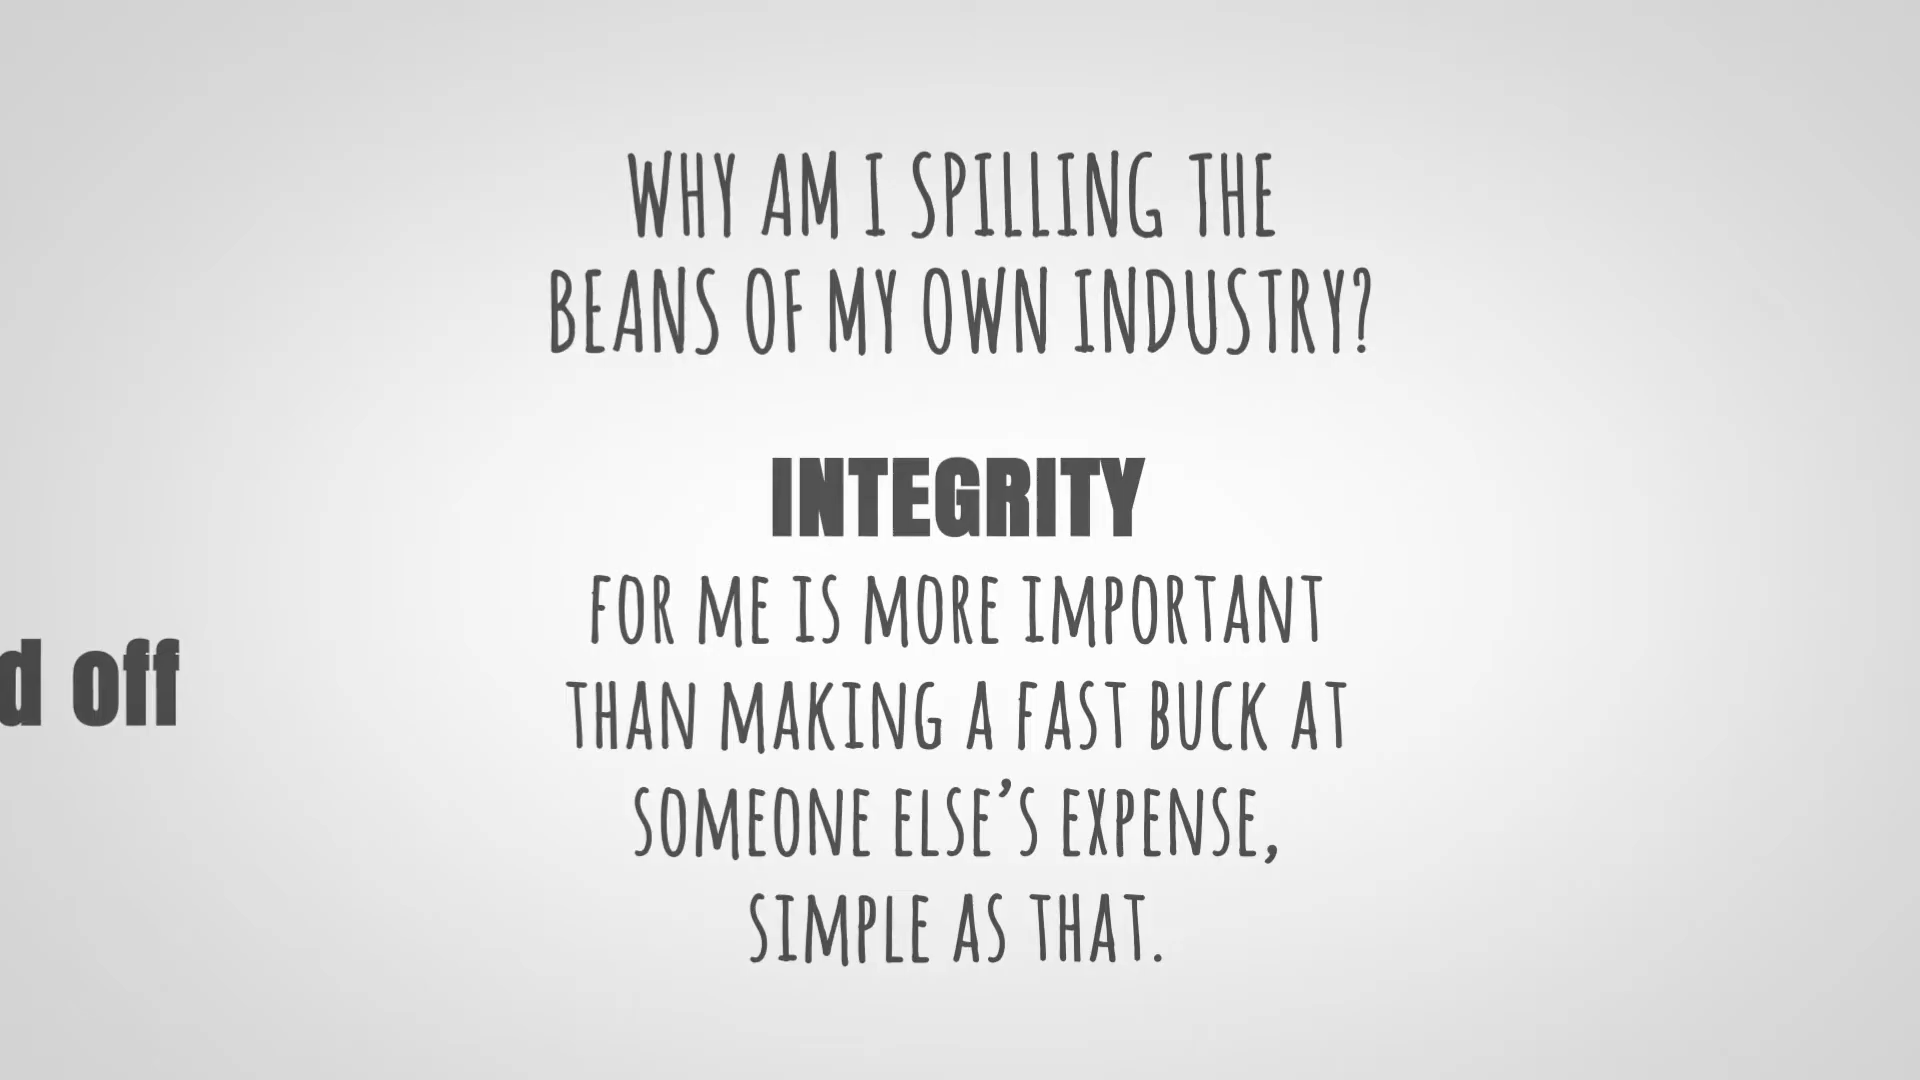 WHY AM I SPILLING THE
BEANS OF MY OWN INDUSTRY?
INTEGRITY
FOR ME IS MORE IMPORTANT
THAN MAKING A FAST BUCK AT
SOMEONE ELSE’S EXPENSE,
SIMPLE AS THAT.
d off